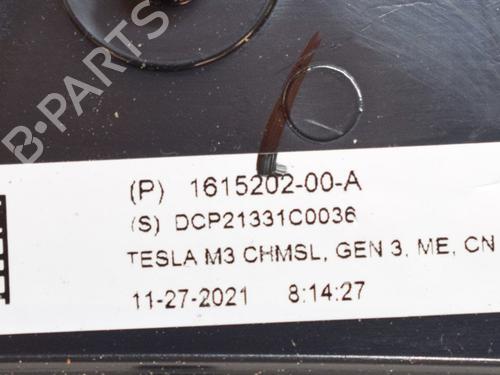 B-PARTS
(P) 1615202-00-A
(S) DCP21331C0036
TESLA M3 CHMSL, GEN 3, ME, CN
11-27-2021 8:14:27